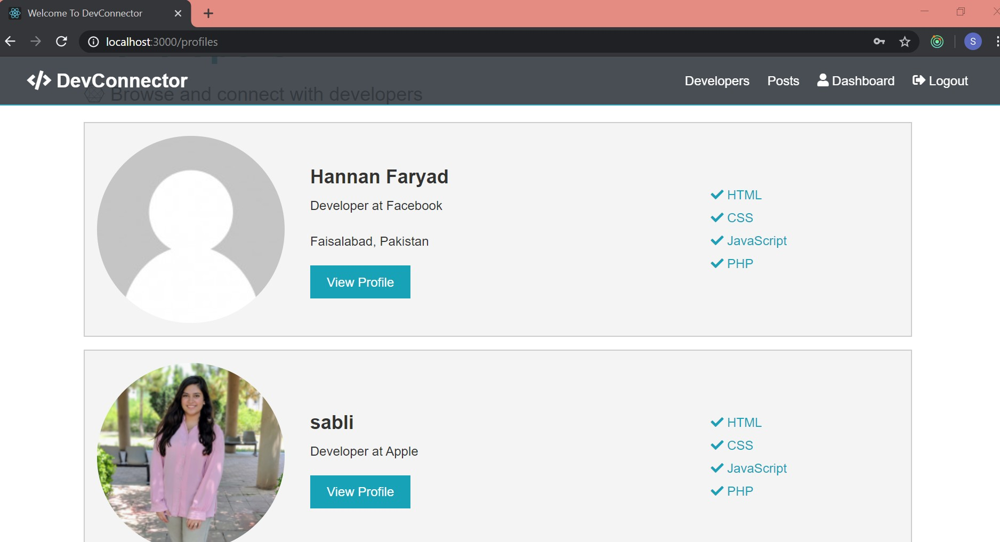 Welcome To DevConnector
localhost:3000/profiles
S
</> DevConnector
Developers Posts Dashboard Logout
Browse and connect with developers
Hannan Faryad
Developer at Facebook
Faisalabad, Pakistan
View Profile
HTML
CSS
JavaScript
PHP
sabli
Developer at Apple
View Profile
HTML
CSS
JavaScript
PHP